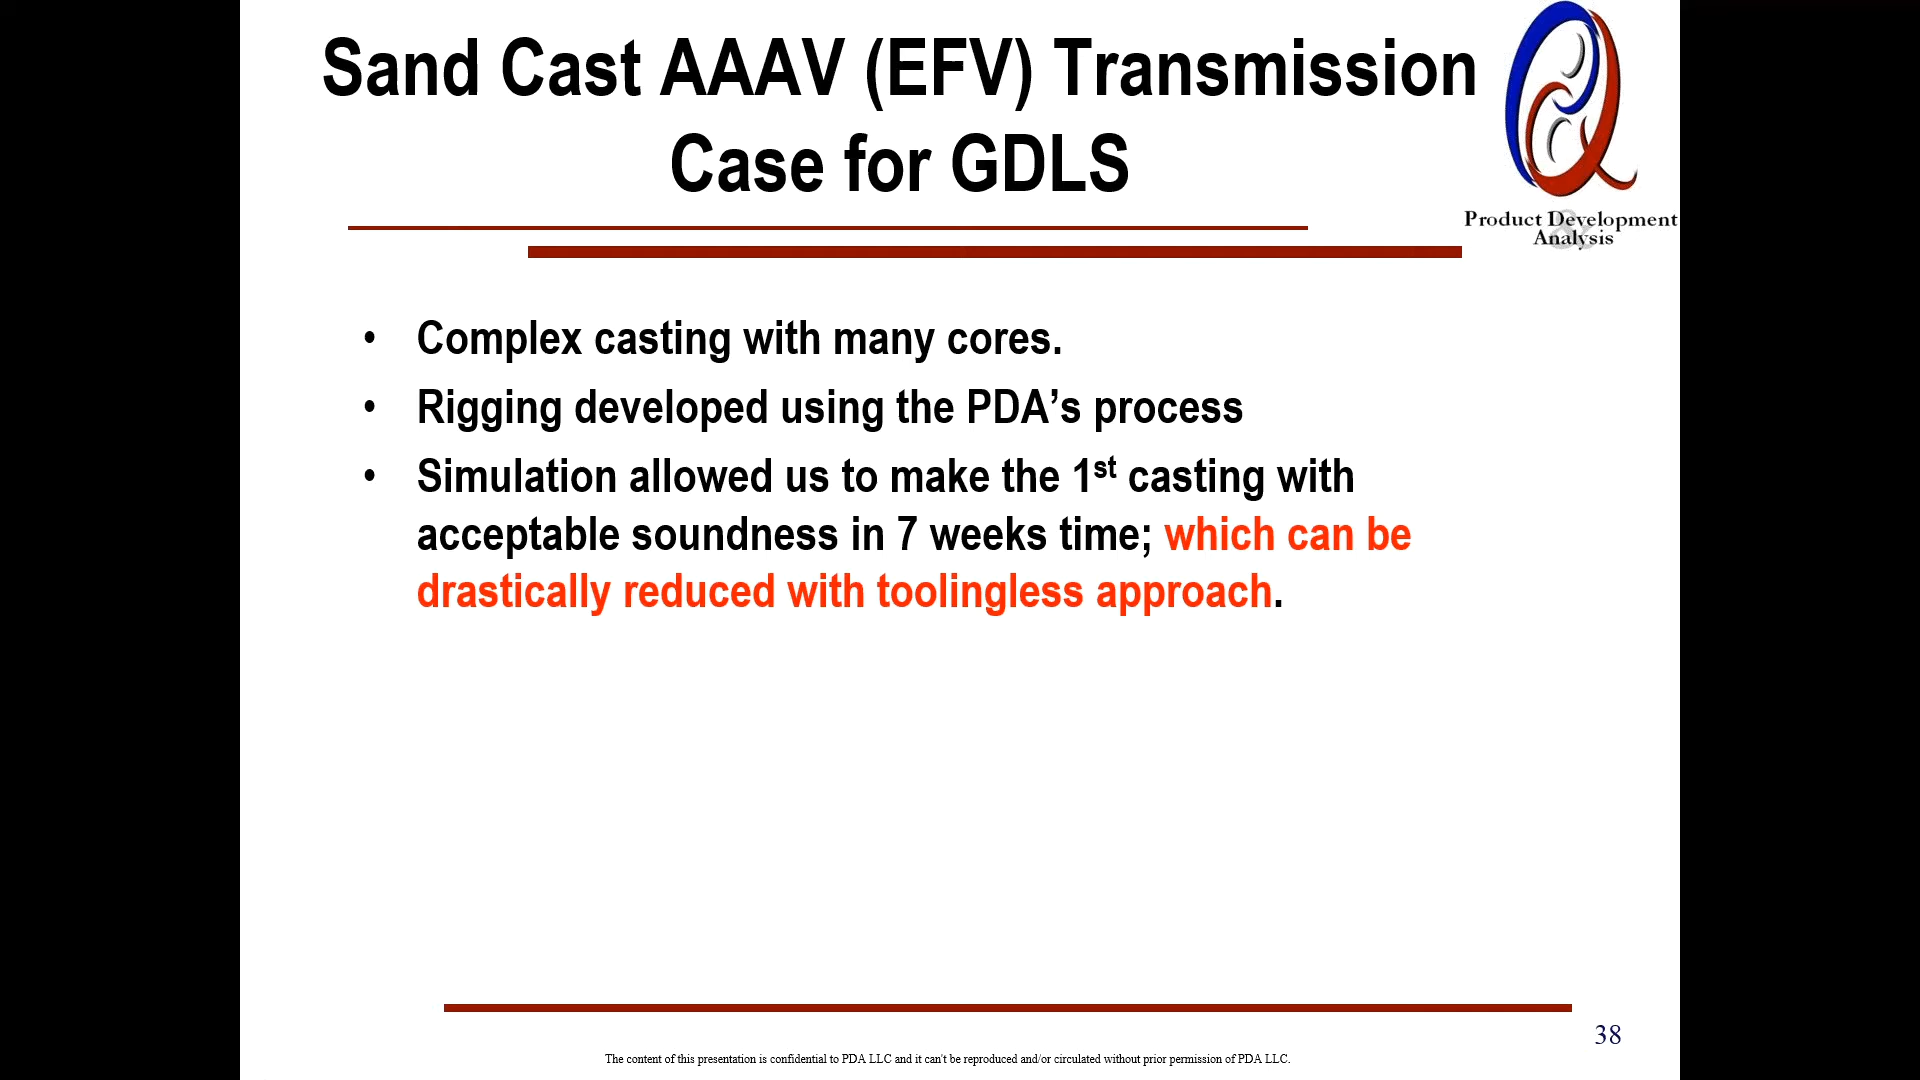 Sand Cast AAAV (EFV) Transmission
Case for GDLS
Product Development
&
Analysis
• Complex casting with many cores.
• Rigging developed using the PDA’s process
• Simulation allowed us to make the 1st casting with
acceptable soundness in 7 weeks time; which can be
drastically reduced with toolingless approach.
38
The content of this presentation is confidential to PDA LLC and it can't be reproduced and/or circulated without prior permission of PDA LLC.